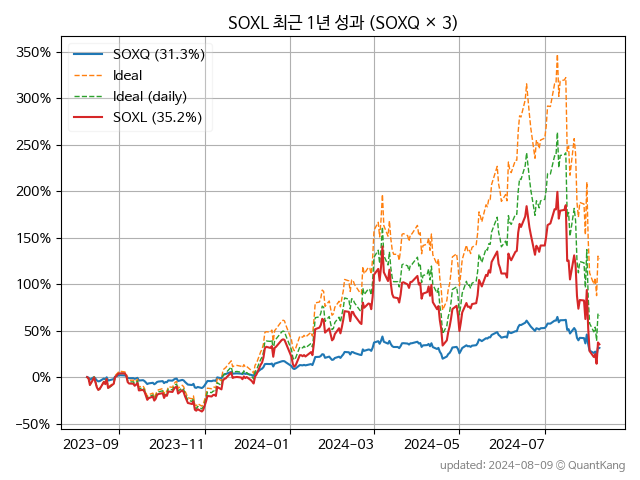 SOXL 최근 1년 성과 (SOXQ × 3)
SOXQ (31.3%)
Ideal
Ideal (daily)
SOXL (35.2%)
350%
300%
250%
200%
150%
100%
50%
0%
−50%
2023-09
2023-11
2024-01
2024-03
2024-05
2024-07
updated: 2024-08-09 © QuantKang